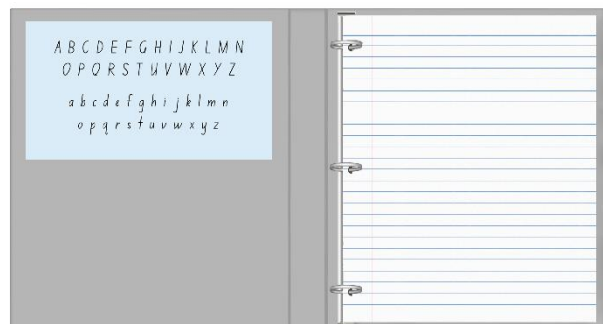 A B C D E F G H I J K L M N
O P Q R S T U V W X Y Z
a b c d e f g h i j k l m n
o p q r s t u v w x y z